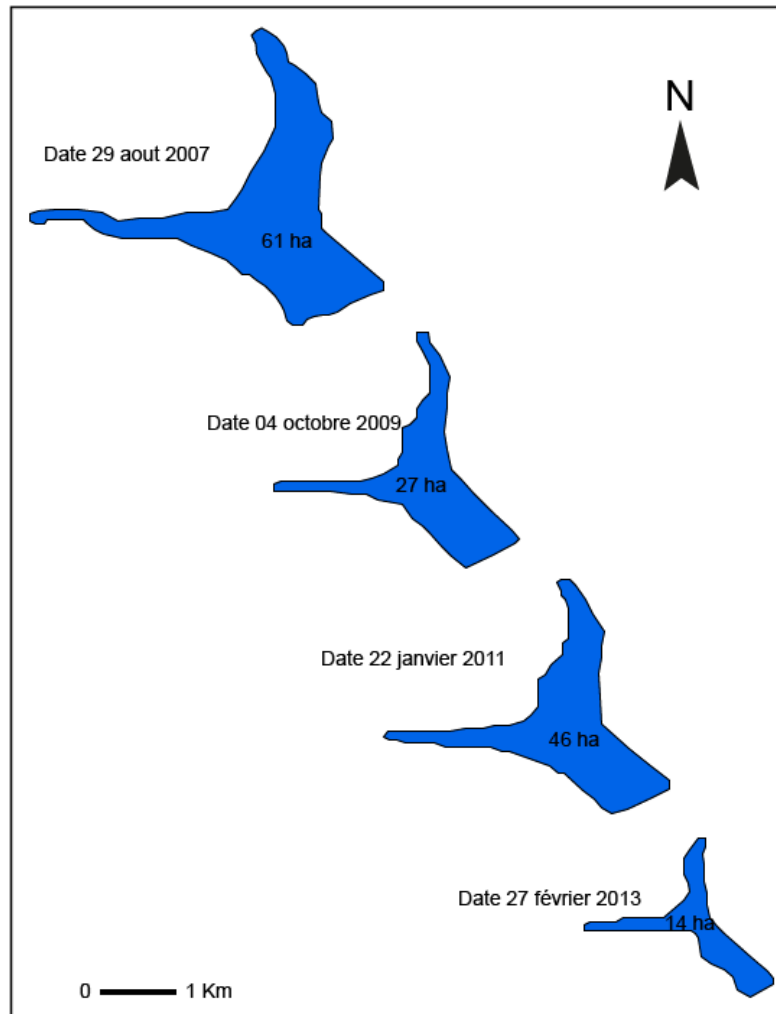 N
Date 29 aout 2007
61 ha
Date 04 octobre 2009
27 ha
Date 22 janvier 2011
46 ha
Date 27 février 2013
14 ha
0 1 Km